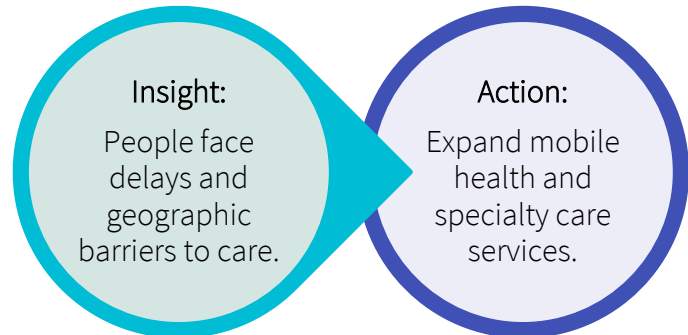 Insight:
People face
delays and
geographic
barriers to care.
Action:
Expand mobile
health and
specialty care
services.